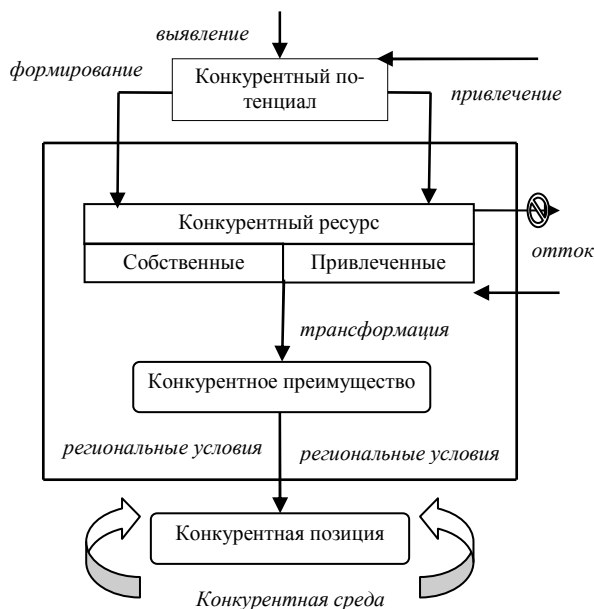 выявление
формирование
Конкурентный по-
тенциал
привлечение
Конкурентный ресурс
Собственные
Привлеченные
отток
трансформация
Конкурентное преимущество
региональные условия
региональные условия
Конкурентная позиция
Конкурентная среда